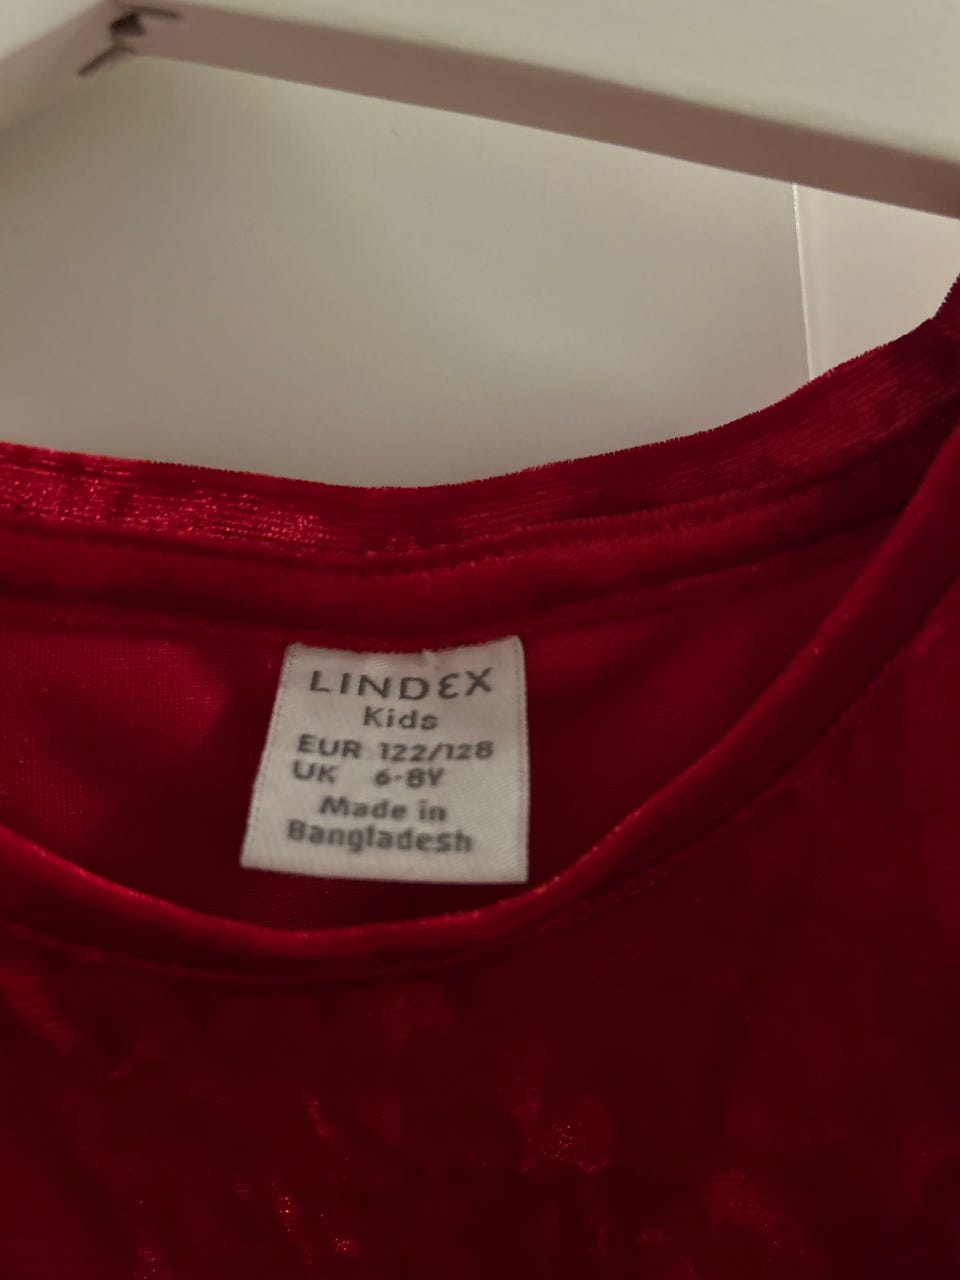 LINDEX
Kids
EUR 122/128
UK 6-8Y
Made in
Bangladesh